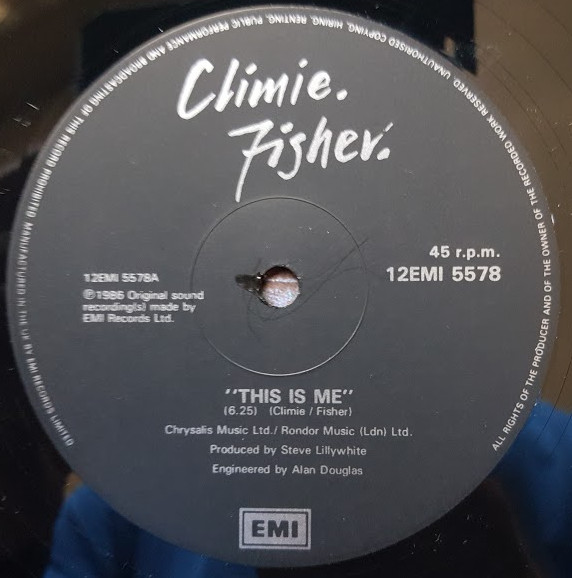 Climie.
Fisher.
45 r.p.m.
12EMI 5578
12EMI 5578A
℗1986 Original sound
recording(s) made by
EMI Records Ltd.
"THIS IS ME"
(6.25) (Climie / Fisher)
Chrysalis Music Ltd./ Rondor Music (Ldn) Ltd.
Produced by Steve Lillywhite
Engineered by Alan Douglas
EMI
ALL RIGHTS OF THE PRODUCER AND OF THE OWNER OF THE RECORDED WORK RESERVED. UNAUTHORISED COPYING, HIRING, RENTING, PUBLIC PERFORMANCE AND BROADCASTING OF THIS RECORD PROHIBITED MANUFACTURED IN THE UK BY EMI RECORDS LIMITED